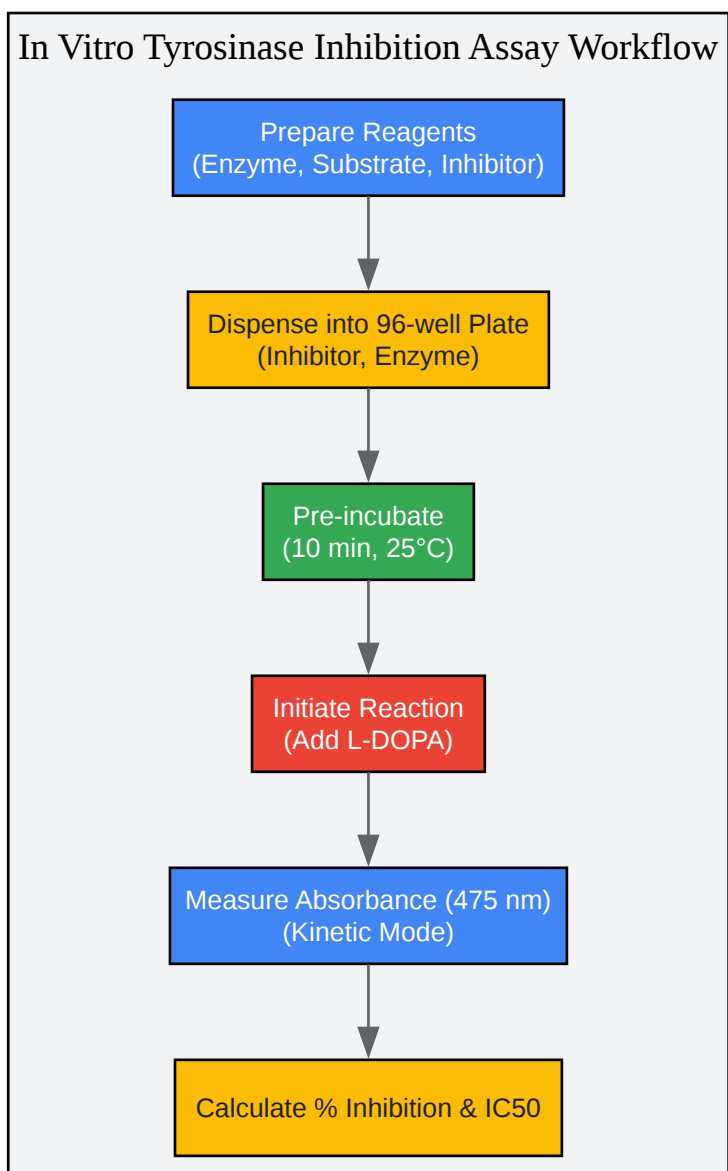 In Vitro Tyrosinase Inhibition Assay Workflow
Prepare Reagents
(Enzyme, Substrate, Inhibitor)
Dispense into 96-well Plate
(Inhibitor, Enzyme)
Pre-incubate
(10 min, 25°C)
Initiate Reaction
(Add L-DOPA)
Measure Absorbance (475 nm)
(Kinetic Mode)
Calculate % Inhibition & IC50